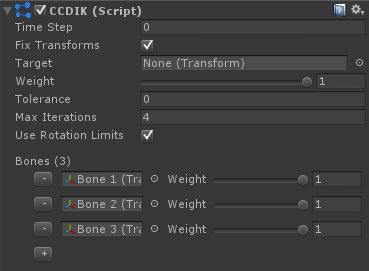 CCDIK (Script)
Time Step 0
Fix Transforms
Target None (Transform)
Weight 1
Tolerance 0
Max Iterations 4
Use Rotation Limits
Bones (3)
- Bone 1 (Tra Weight 1
- Bone 2 (Tra Weight 1
- Bone 3 (Tra Weight 1
+